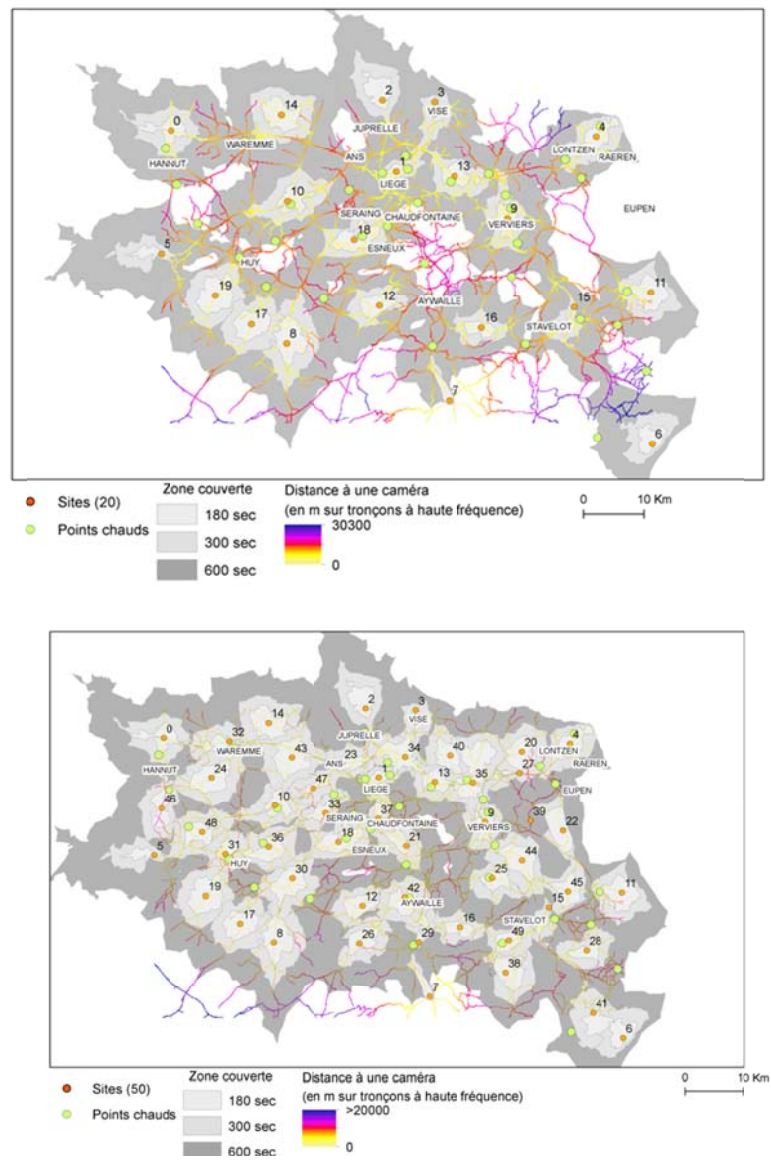 2
3
VISE
14
0
4
JUPRELLE
WAREMME
LONTZEN
ANS
RAEREN
HANNUT
1
13
LIEGE
EUPEN
10
SERAING
CHAUDFONTAINE
9
VERVIERS
18
ESNEUX
5
HUY
11
19
12
15
AYWAILLE
17
16
STAVELOT
8
7
6
Sites (20)
Points chauds
Zone couverte
180 sec
300 sec
600 sec
Distance à une caméra
(en m sur tronçons à haute fréquence)
30300
0
0 10 Km
2
3
VISE
14
0
32
JUPRELLE
4
WAREMME
20
LONTZEN
23
34
40
43
ANS
27
RAEREN
HANNUT
24
1
LIEGE
13
35
47
EUPEN
46
10
33
SERAING
37
CHAUDFONTAINE
9
39
VERVIERS
22
48
36
18
21
ESNEUX
5
31
HUY
44
30
25
19
12
42
AYWAILLE
45
15
11
17
16
STAVELOT
8
26
29
49
28
38
7
41
6
Sites (50)
Points chauds
Zone couverte
180 sec
300 sec
600 sec
Distance à une caméra
(en m sur tronçons à haute fréquence)
>20000
0
0 10 Km